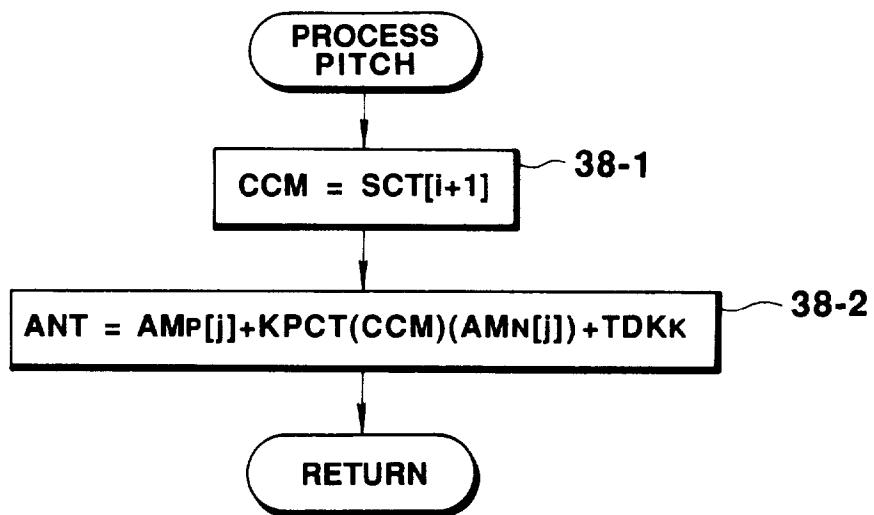 PROCESS
PITCH
CCM = SCT[i+1]
38-1
ANT = AMP[j]+KPCT(CCM)(AMN[j])+TDKK
38-2
RETURN